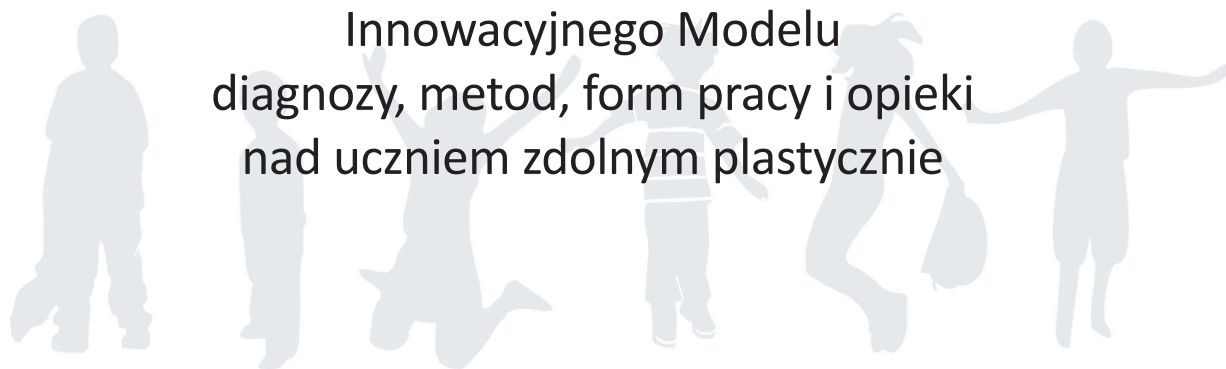 Innowacyjnego Modelu
diagnozy, metod, form pracy i opieki
nad uczniem zdolnym plastycznie